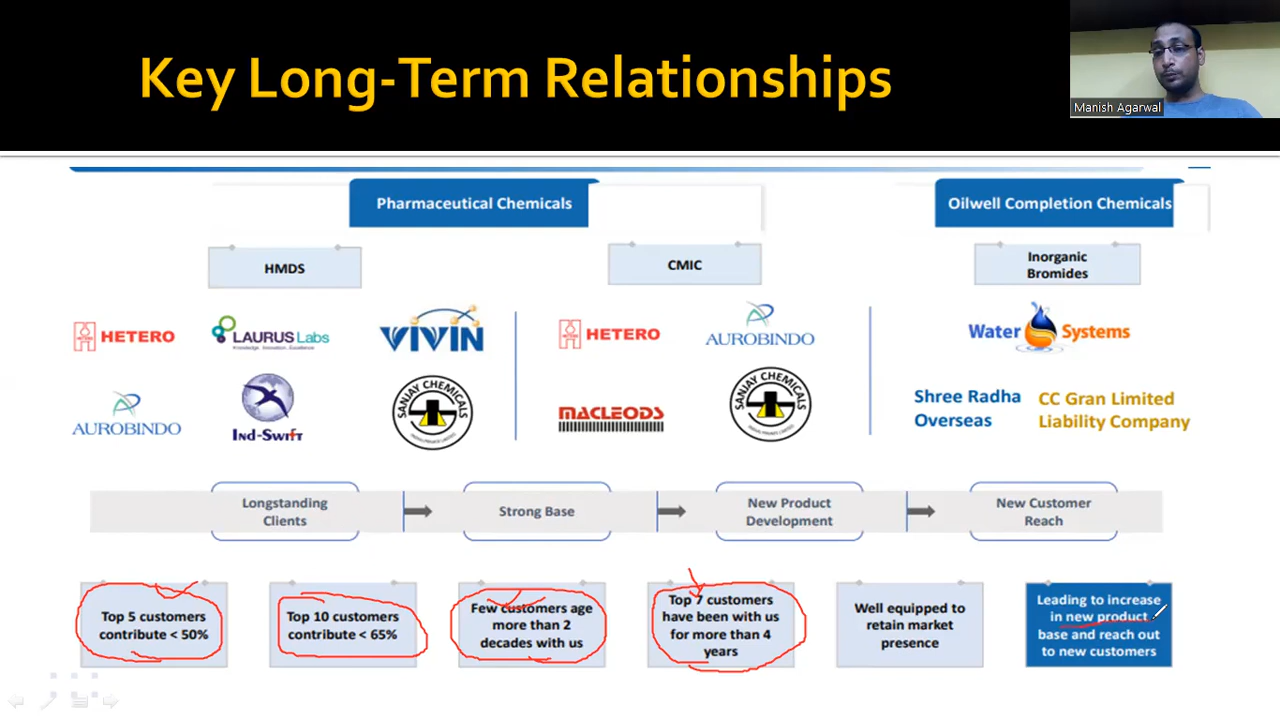 Key Long-Term Relationships
Manish Agarwal
Pharmaceutical Chemicals
Oilwell Completion Chemicals
HMDS
CMIC
Inorganic
Bromides
HETERO
LAURUS Labs
Knowledge. Innovation. Excellence
VIVIN
HETERO
AUROBINDO
Water Systems
AUROBINDO
IND-SWIFT
SANJAY CHEMICALS
MACLEODS
SANJAY CHEMICALS
Shree Radha
Overseas
CC Gran Limited
Liability Company
Longstanding
Clients
Strong Base
New Product
Development
New Customer
Reach
Top 5 customers
contribute < 50%
Top 10 customers
contribute < 65%
Few customers age
more than 2
decades with us
Top 7 customers
have been with us
for more than 4
years
Well equipped to
retain market
presence
Leading to increase
in new product
base and reach out
to new customers